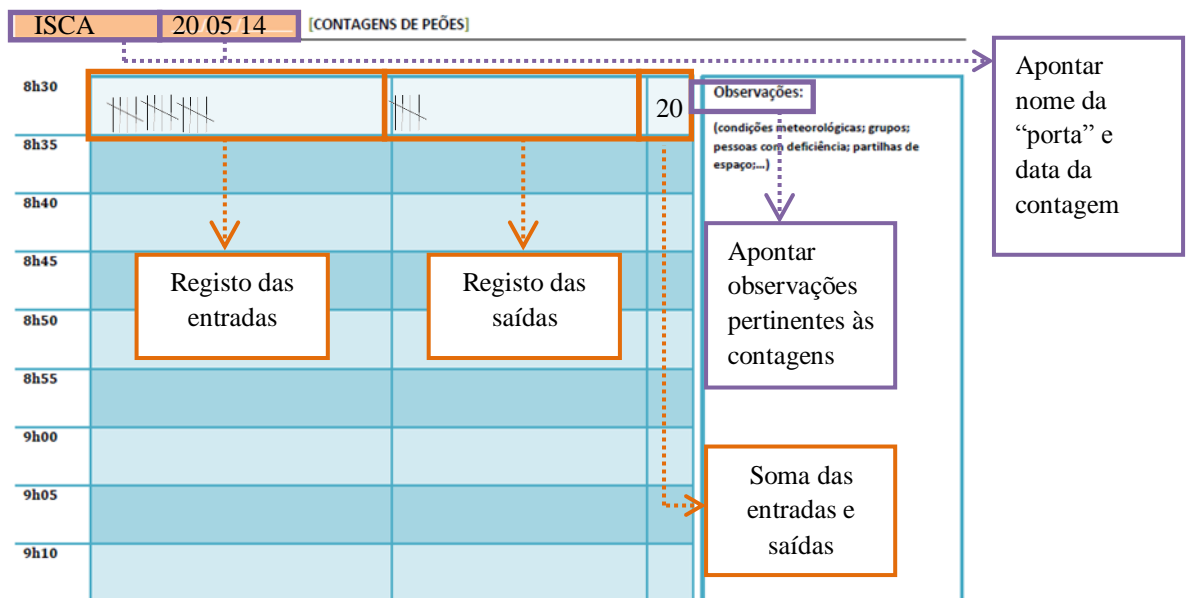 ISCA 20 05 14 [CONTAGENS DE PEÕES]
Apontar
nome da
“porta” e
data da
contagem
8h30
20
Observações:
(condições meteorológicas; grupos;
pessoas com deficiência; partilhas de
espaço;...)
8h35
8h40
8h45
Registo das
entradas
Registo das
saídas
Apontar
observações
pertinentes às
contagens
8h50
8h55
9h00
9h05
Soma das
entradas e
saídas
9h10